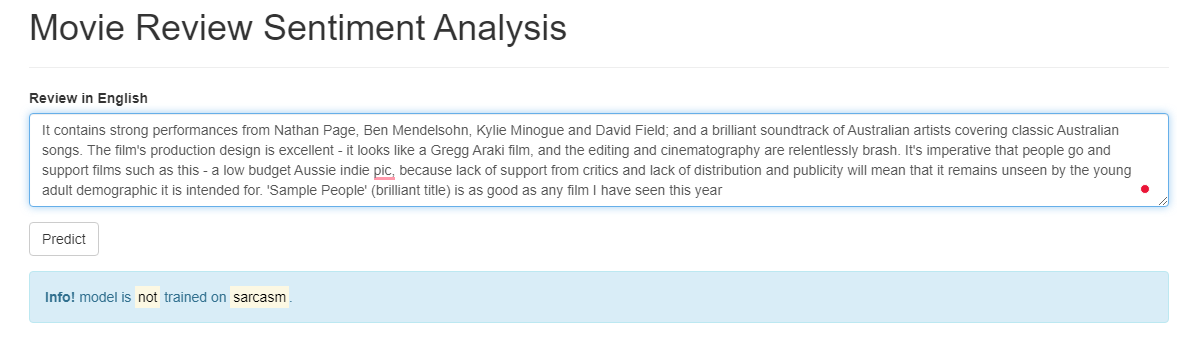 Movie Review Sentiment Analysis
Review in English
It contains strong performances from Nathan Page, Ben Mendelsohn, Kylie Minogue and David Field; and a brilliant soundtrack of Australian artists covering classic Australian
songs. The film's production design is excellent - it looks like a Gregg Araki film, and the editing and cinematography are relentlessly brash. It's imperative that people go and
support films such as this - a low budget Aussie indie pic, because lack of support from critics and lack of distribution and publicity will mean that it remains unseen by the young
adult demographic it is intended for. 'Sample People' (brilliant title) is as good as any film I have seen this year
Predict
Info! model is not trained on sarcasm.